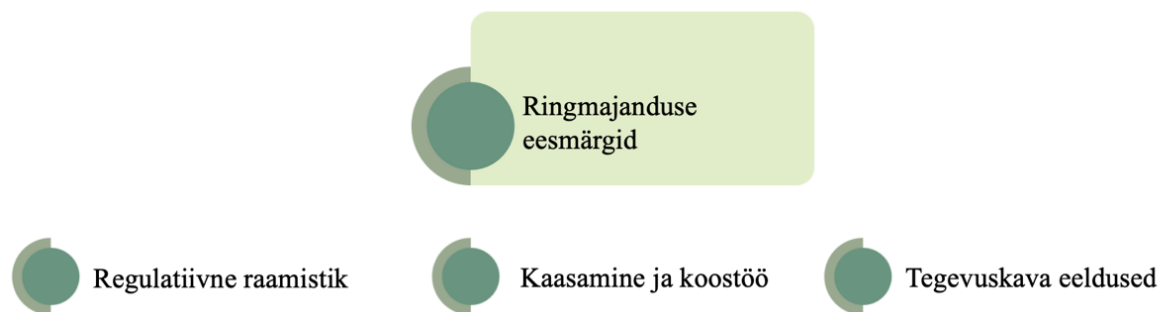 Ringmajanduse
eesmärgid
Regulatiivne raamistik
Kaasamine ja koostöö
Tegevuskava eeldused